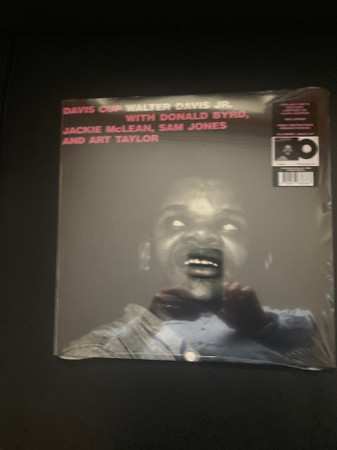 DAVIS CUP WALTER DAVIS JR.
WITH DONALD BYRD,
JACKIE McLEAN, SAM JONES
AND ART TAYLOR